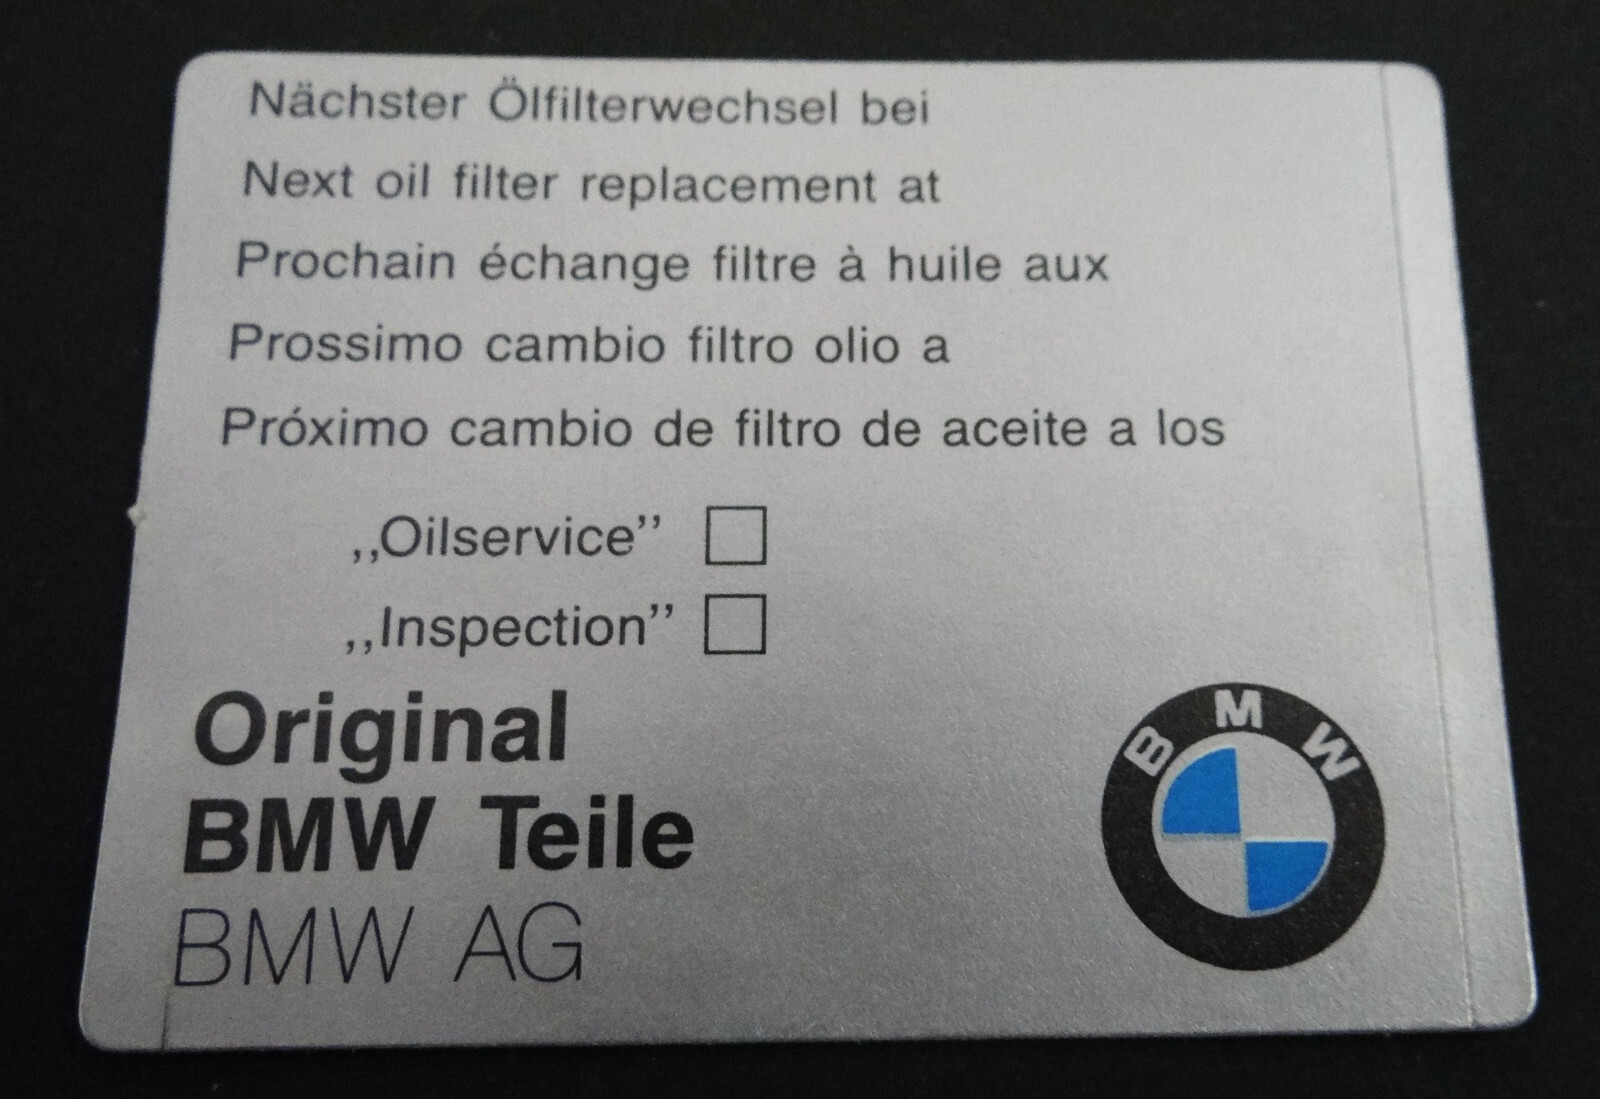 Nächster Ölfilterwechsel bei
Next oil filter replacement at
Prochain échange filtre à huile aux
Prossimo cambio filtro olio a
Próximo cambio de filtro de aceite a los
,,Oilservice’’
,,Inspection’’
Original
BMW Teile
BMW AG
BMW